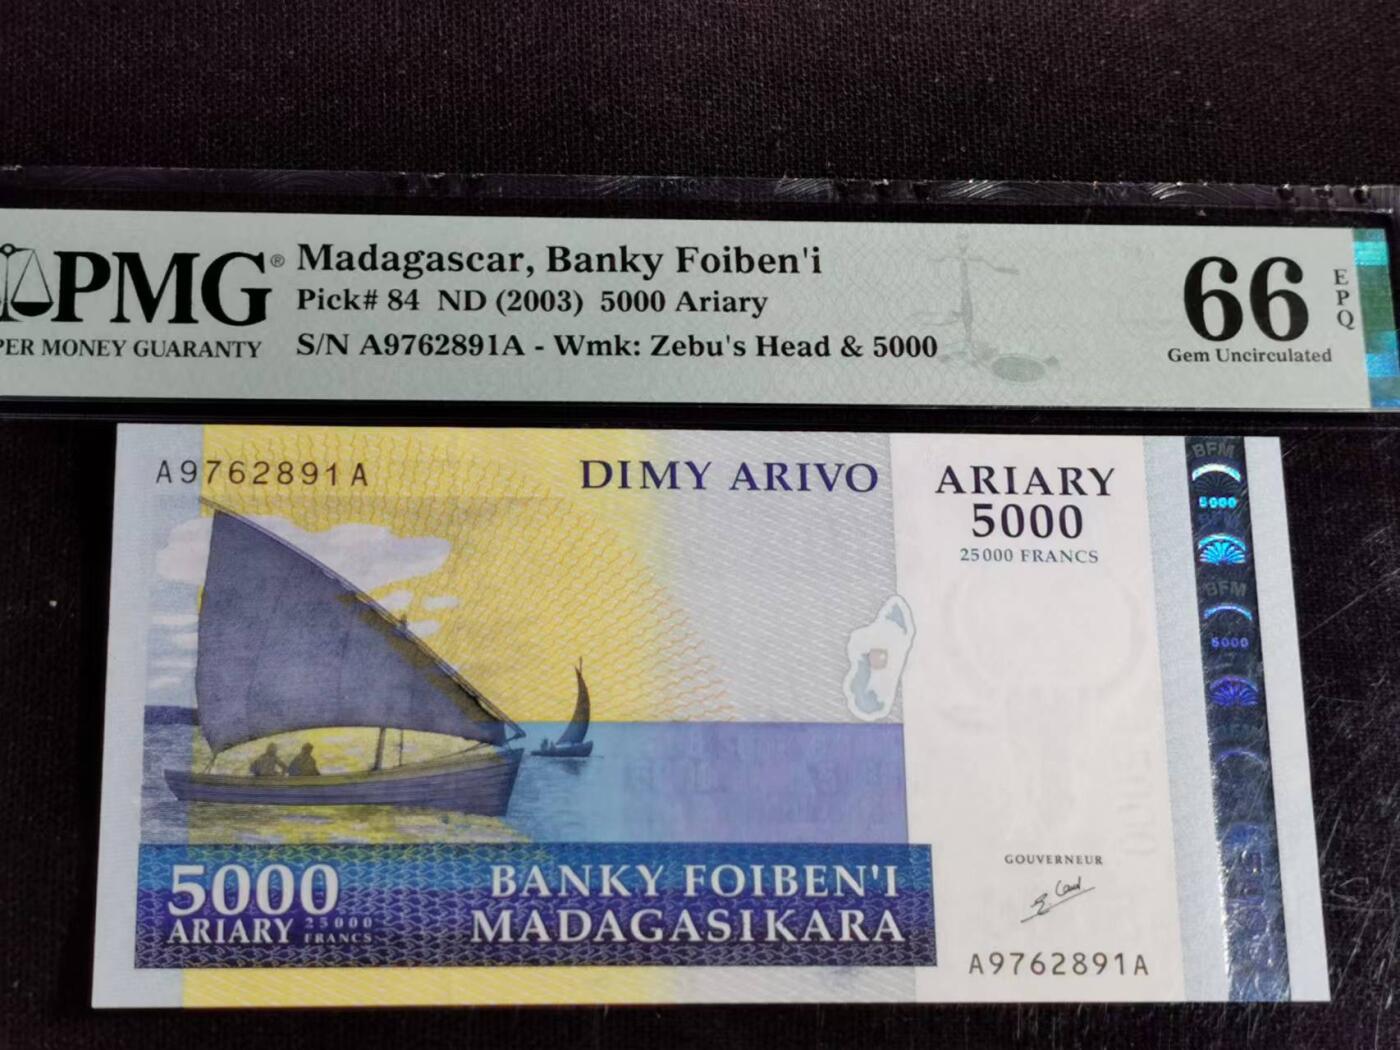 PMG®
PER MONEY GUARANTY
Madagascar, Banky Foiben'i
Pick# 84 ND (2003) 5000 Ariary
S/N A9762891A - Wmk: Zebu's Head & 5000
66
EPQ
Gem Uncirculated
A9762891A
DIMY ARIVO
ARIARY
5000
25000 FRANCS
BFM
5000
BFM
5000
5000
ARIARY
25000
FRANCS
BANKY FOIBEN'I
MADAGASIKARA
GOUVERNEUR
A9762891A